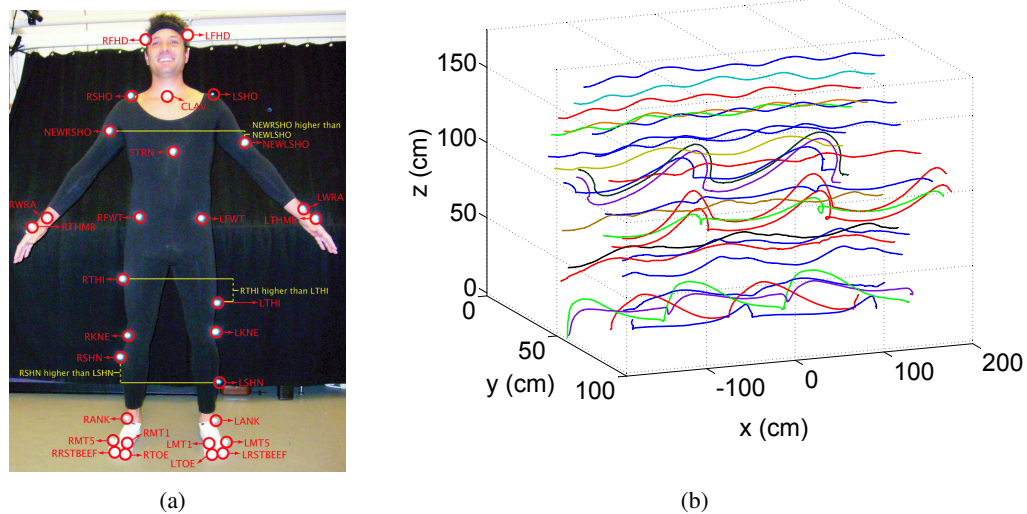 RFHD
LFHD
RSHO
CLAV
LSHO
NEWRSHO
NEWRSHO higher than
NEWLSHO
NEWLSHO
STRN
RWRA
LWRA
RFWT
LFWT
LTHMB
RTHMB
RTHI
RTHI higher than LTHI
LTHI
RKNE
LKNE
RSHN
RSHN higher than LSHN
LSHN
RANK
LANK
RMT5
RMT1
LMT1
LMT5
RRSTBEEF
RTOE
LTOE
LRSTBEEF
(a)
150
100
50
0
z (cm)
0
50
100
y (cm)
-100
0
100
200
x (cm)
(b)